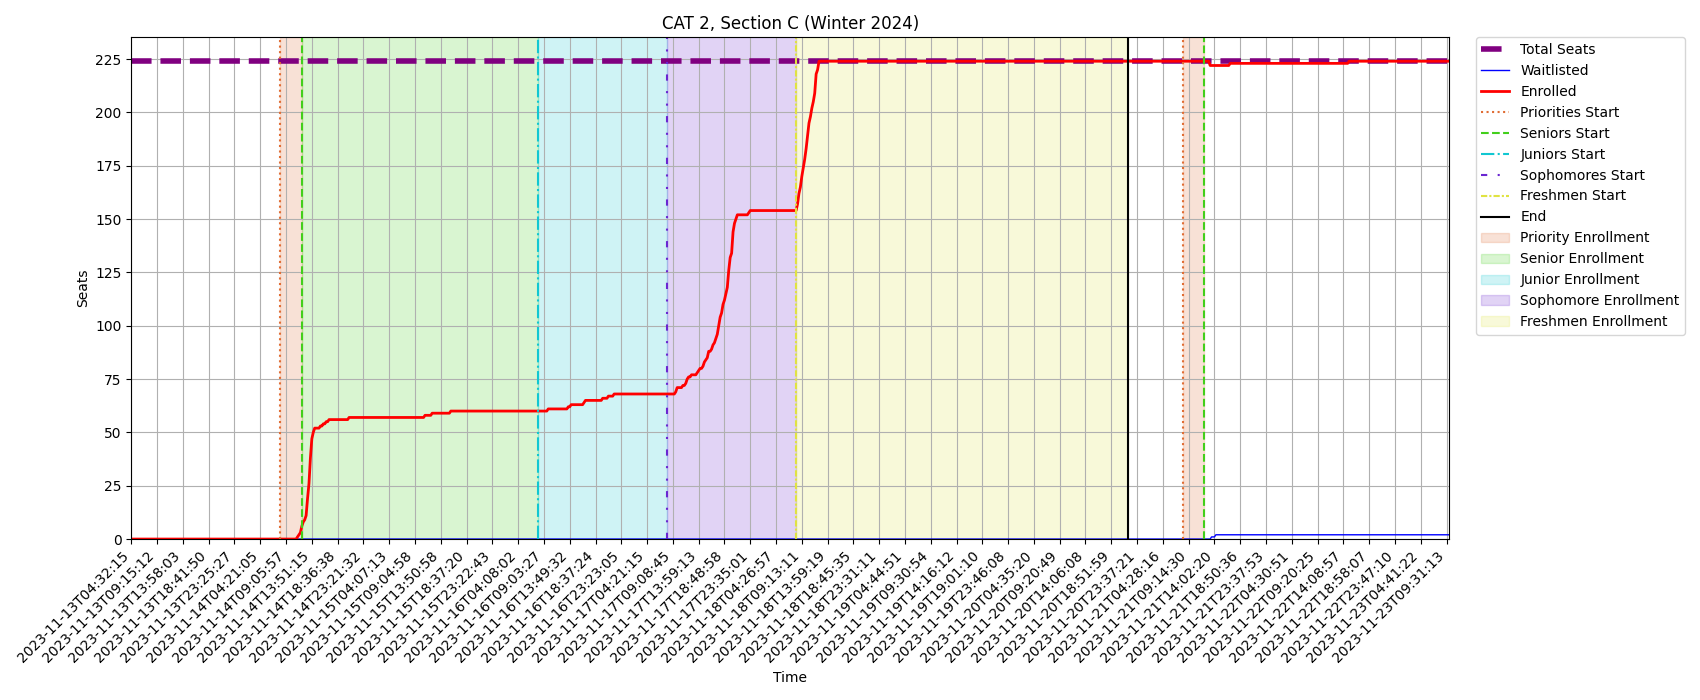 CAT 2, Section C (Winter 2024)
Seats
225
200
175
150
125
100
75
50
25
0
2023-11-13T04:32:15
2023-11-13T09:15:12
2023-11-13T13:58:03
2023-11-13T18:41:50
2023-11-13T23:25:27
2023-11-14T04:21:05
2023-11-14T09:05:57
2023-11-14T13:51:15
2023-11-14T18:36:38
2023-11-14T23:21:32
2023-11-15T04:07:13
2023-11-15T09:04:58
2023-11-15T13:50:58
2023-11-15T18:37:20
2023-11-15T23:22:43
2023-11-16T04:08:02
2023-11-16T09:03:27
2023-11-16T13:49:32
2023-11-16T18:37:24
2023-11-16T23:23:05
2023-11-17T04:21:15
2023-11-17T09:08:45
2023-11-17T13:59:13
2023-11-17T18:48:58
2023-11-17T23:35:01
2023-11-18T04:26:57
2023-11-18T09:13:11
2023-11-18T13:59:19
2023-11-18T18:45:35
2023-11-18T23:31:11
2023-11-19T04:44:51
2023-11-19T09:30:54
2023-11-19T14:16:12
2023-11-19T19:01:10
2023-11-19T23:46:08
2023-11-20T04:35:20
2023-11-20T09:20:49
2023-11-20T14:06:08
2023-11-20T18:51:59
2023-11-20T23:37:21
2023-11-21T04:28:16
2023-11-21T09:14:30
2023-11-21T14:02:20
2023-11-21T18:50:36
2023-11-21T23:37:53
2023-11-22T04:30:51
2023-11-22T09:20:25
2023-11-22T14:08:57
2023-11-22T18:58:07
2023-11-22T23:47:10
2023-11-23T04:41:22
2023-11-23T09:31:13
Time
Total Seats
Waitlisted
Enrolled
Priorities Start
Seniors Start
Juniors Start
Sophomores Start
Freshmen Start
End
Priority Enrollment
Senior Enrollment
Junior Enrollment
Sophomore Enrollment
Freshmen Enrollment